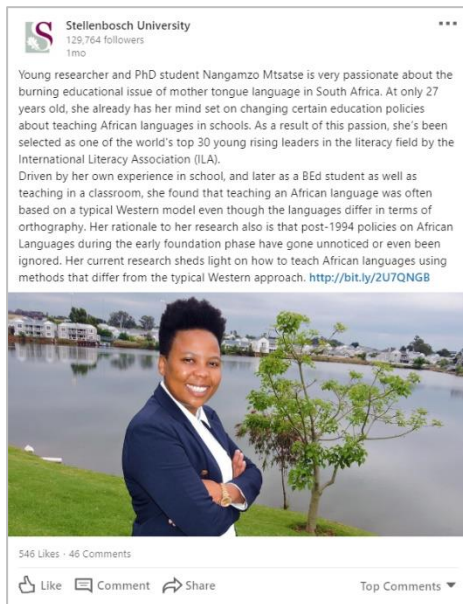 Stellenbosch University
129,764 followers
1mo
Young researcher and PhD student Nangamzo Mtsatse is very passionate about the
burning educational issue of mother tongue language in South Africa. At only 27
years old, she already has her mind set on changing certain education policies
about teaching African languages in schools. As a result of this passion, she's been
selected as one of the world's top 30 young rising leaders in the literacy field by the
International Literacy Association (ILA).
Driven by her own experience in school, and later as a BEd student as well as
teaching in a classroom, she found that teaching an African language was often
based on a typical Western model even though the languages differ in terms of
orthography. Her rationale to her research also is that post-1994 policies on African
Languages during the early foundation phase have gone unnoticed or even been
ignored. Her current research sheds light on how to teach African languages using
methods that differ from the typical Western approach. http://bit.ly/2U7QNGB
546 Likes · 46 Comments
Like Comment Share Top Comments